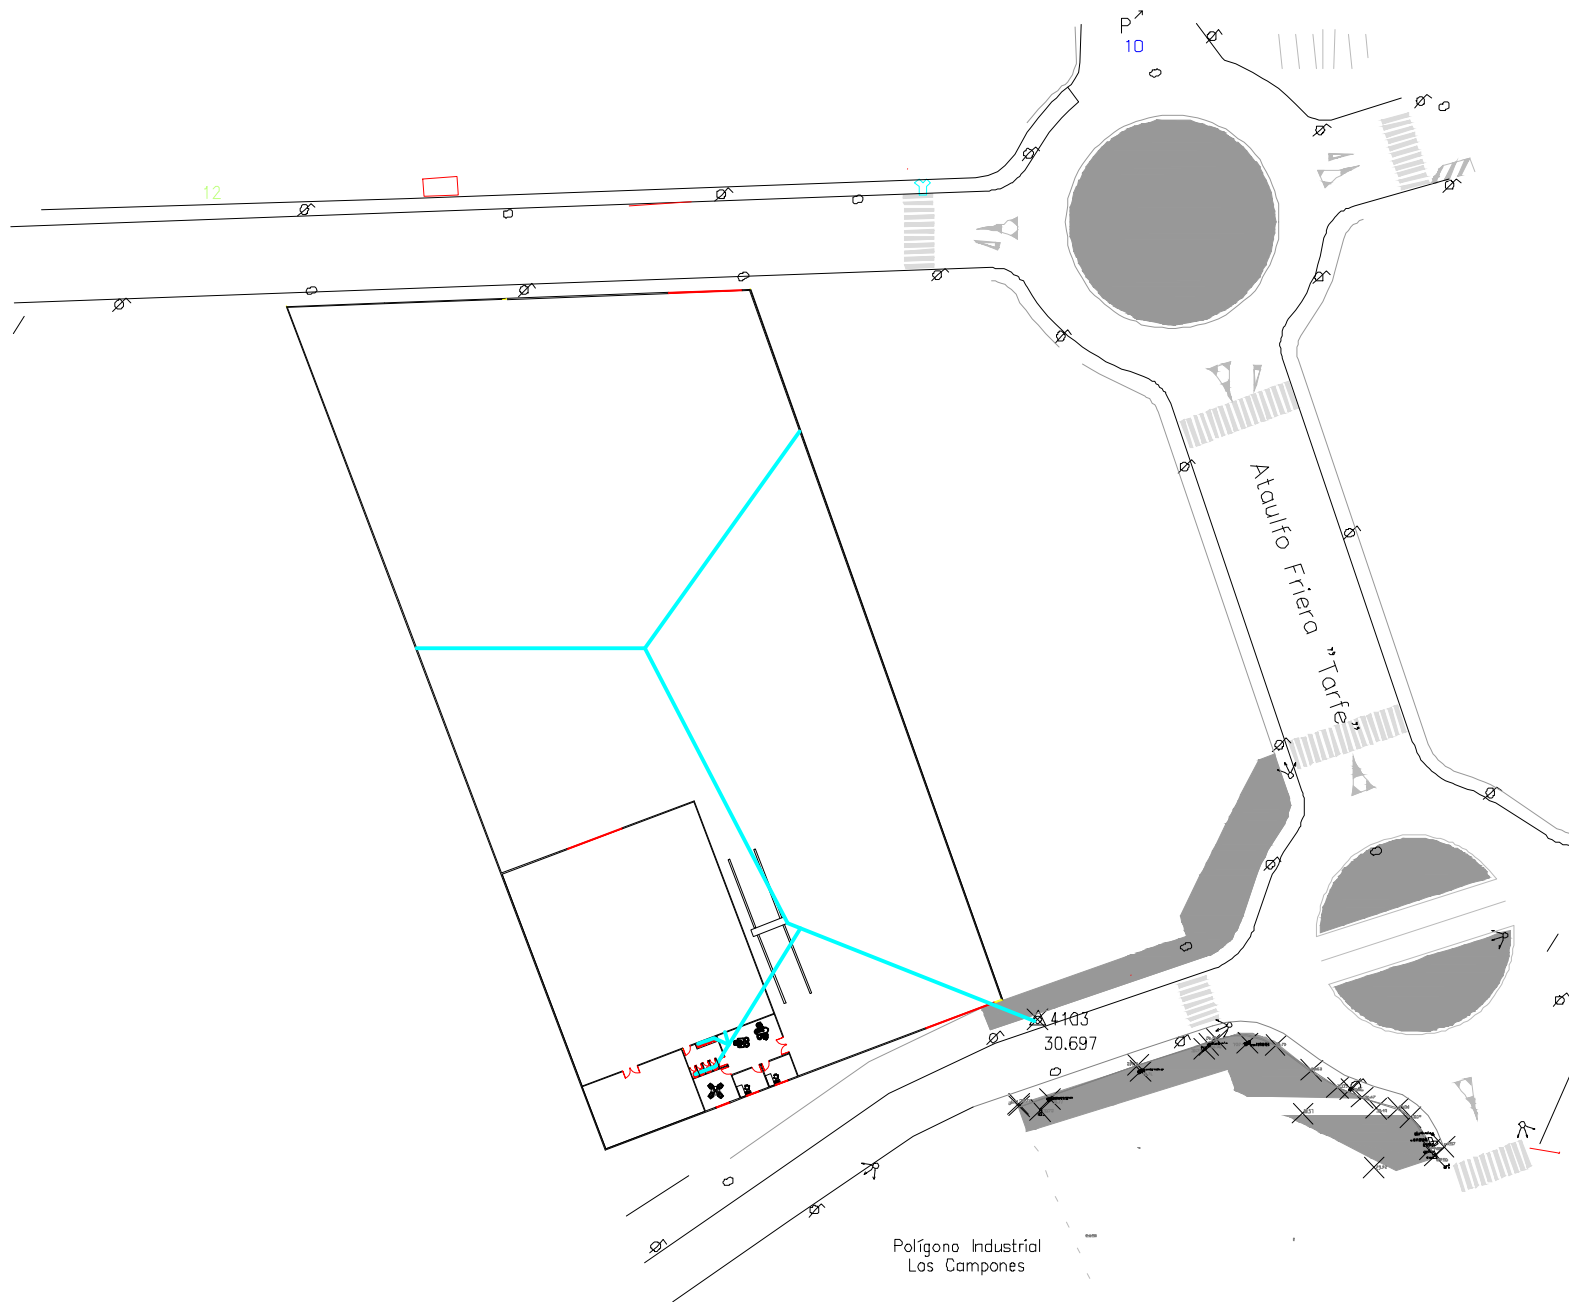 P
10
12
Ataulfo Friera "Tarfe"
4103
30.697
Polígono Industrial
Los Campones